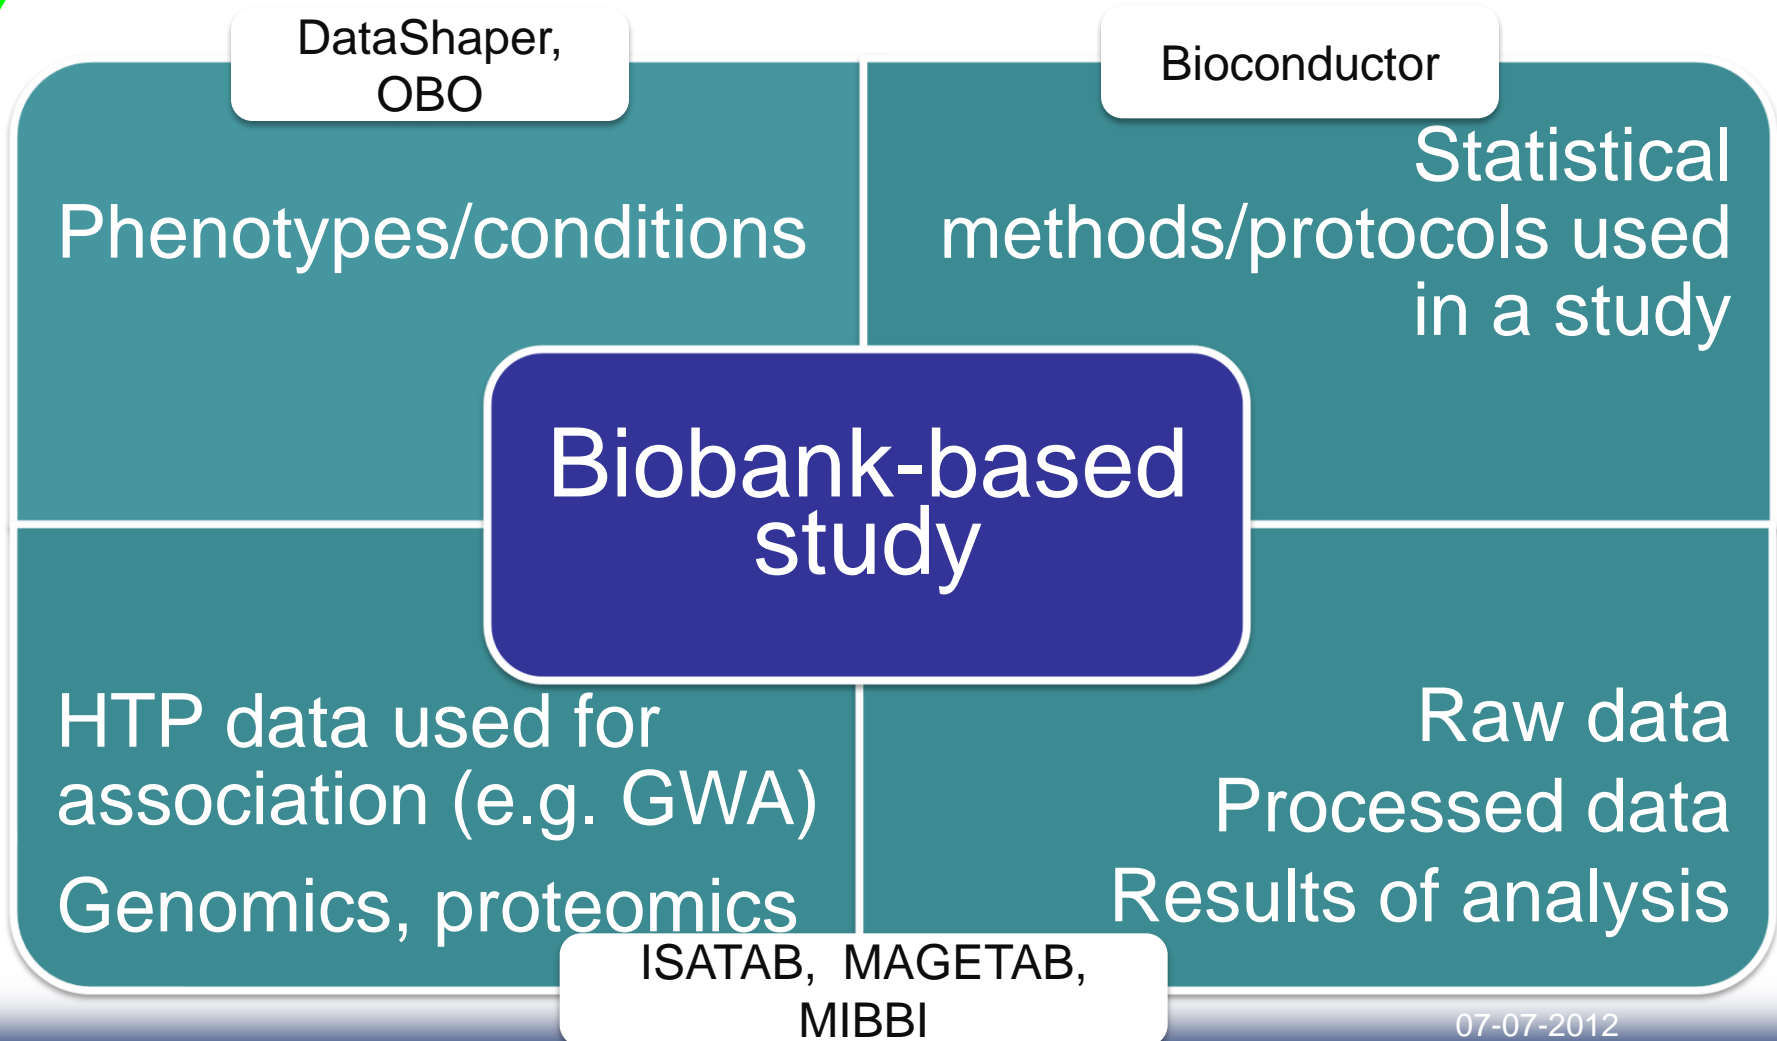 DataShaper,
OBO
Bioconductor
Phenotypes/conditions
Statistical
methods/protocols used
in a study
Biobank-based
study
HTP data used for
association (e.g. GWA)
Genomics, proteomics
Raw data
Processed data
Results of analysis
ISATAB, MAGETAB,
MIBBI
07-07-2012